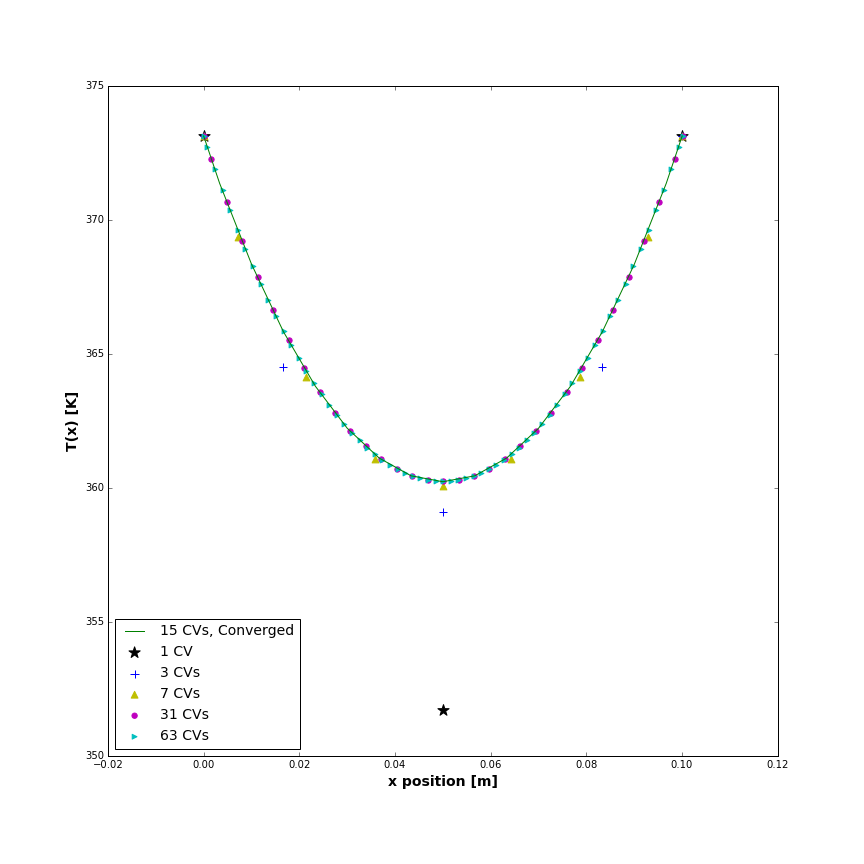 375
370
365
360
355
350
T(x) [K]
15 CVs, Converged
1 CV
3 CVs
7 CVs
31 CVs
63 CVs
−0.02 0.00 0.02 0.04 0.06 0.08 0.10 0.12
x position [m]